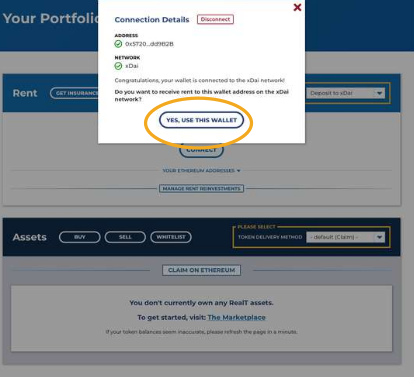 Your Portfolio
Connection Details Disconnect
ADDRESS
0x5720...dd9B2B
NETWORK
xDai
Congratulations, your wallet is connected to the xDai network!
Do you want to receive rent to this wallet address on the xDai
network?
YES, USE THIS WALLET
Rent GET INSURANCE Deposit to xDai
CONNECT
YOUR ETHEREUM ADDRESSES
MANAGE RENT REINVESTMENTS
PLEASE SELECT
Assets BUY SELL WHITELIST TOKEN DELIVERY METHOD - default (Claim) -
CLAIM ON ETHEREUM
You don't currently own any RealT assets.
To get started, visit: The Marketplace
If your token balances seem inaccurate, please refresh the page in a minute.